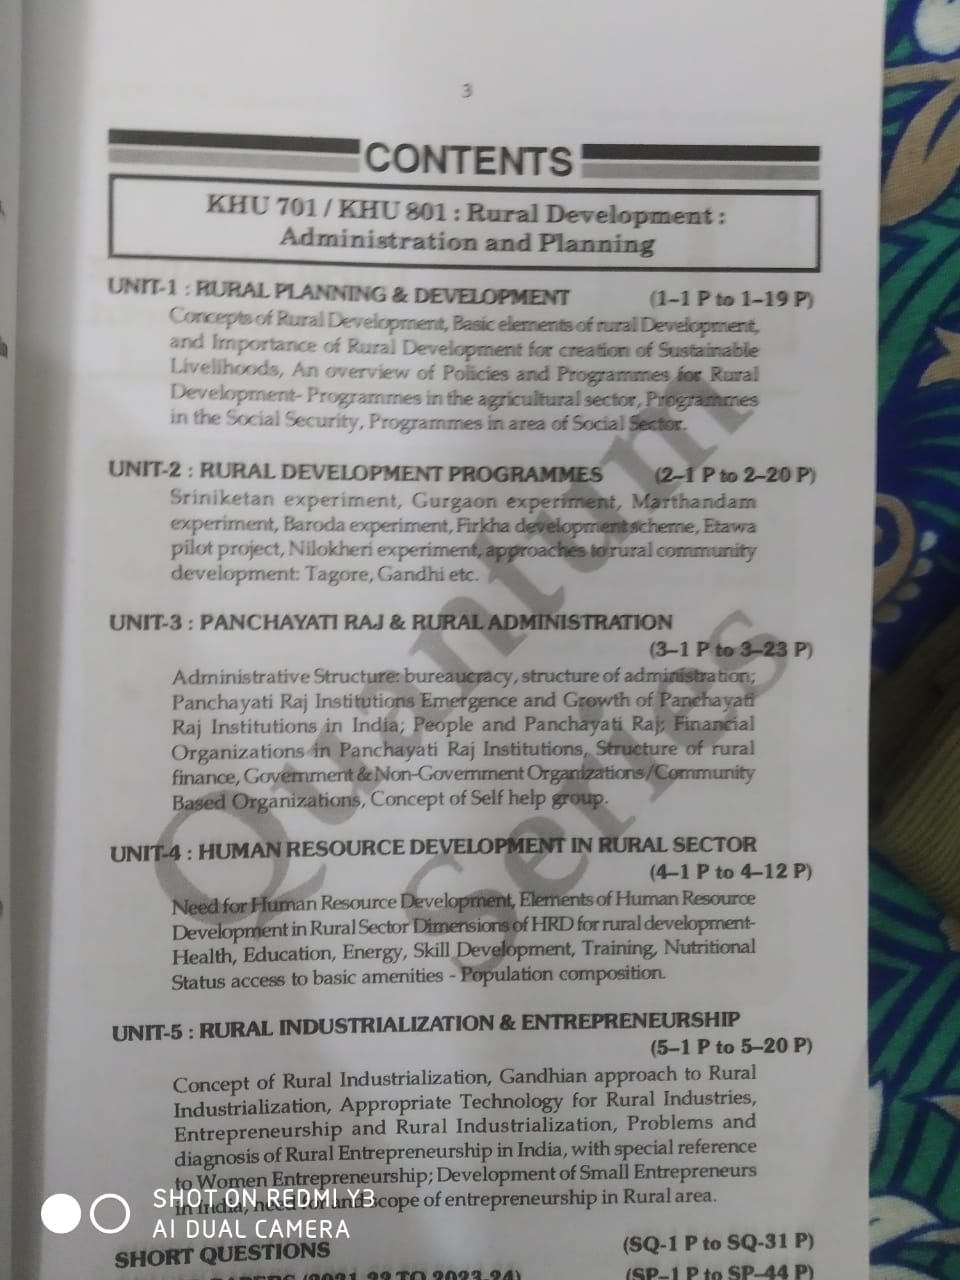 3
CONTENTS
KHU 701 / KHU 801 : Rural Development :
Administration and Planning
UNIT-1 : RURAL PLANNING & DEVELOPMENT (1–1 P to 1–19 P)
Concepts of Rural Development, Basic elements of rural Development,
and Importance of Rural Development for creation of Sustainable
Livelihoods, An overview of Policies and Programmes for Rural
Development- Programmes in the agricultural sector, Programmes
in the Social Security, Programmes in area of Social Sector.
UNIT-2 : RURAL DEVELOPMENT PROGRAMMES (2–1 P to 2–20 P)
Sriniketan experiment, Gurgaon experiment, Marthandam
experiment, Baroda experiment, Firkha development scheme, Etawa
pilot project, Nilokheri experiment, approaches to rural community
development: Tagore, Gandhi etc.
UNIT-3 : PANCHAYATI RAJ & RURAL ADMINISTRATION
(3–1 P to 3–23 P)
Administrative Structure: bureaucracy, structure of administration;
Panchayati Raj Institutions Emergence and Growth of Panchayati
Raj Institutions in India; People and Panchayati Raj; Financial
Organizations in Panchayati Raj Institutions, Structure of rural
finance, Government & Non-Government Organizations/Community
Based Organizations, Concept of Self help group.
UNIT-4 : HUMAN RESOURCE DEVELOPMENT IN RURAL SECTOR
(4–1 P to 4–12 P)
Need for Human Resource Development, Elements of Human Resource
Development in Rural Sector Dimensions of HRD for rural development-
Health, Education, Energy, Skill Development, Training, Nutritional
Status access to basic amenities - Population composition.
UNIT-5 : RURAL INDUSTRIALIZATION & ENTREPRENEURSHIP
(5–1 P to 5–20 P)
Concept of Rural Industrialization, Gandhian approach to Rural
Industrialization, Appropriate Technology for Rural Industries,
Entrepreneurship and Rural Industrialization, Problems and
diagnosis of Rural Entrepreneurship in India, with special reference
to Women Entrepreneurship; Development of Small Entrepreneurs
in India, need for and scope of entrepreneurship in Rural area.
SHORT QUESTIONS (SQ-1 P to SQ-31 P)
(2021-22 TO 2023-24) (SP-1 P to SP-44 P)
Quantum
Series
SHOT ON REDMI Y3
AI DUAL CAMERA